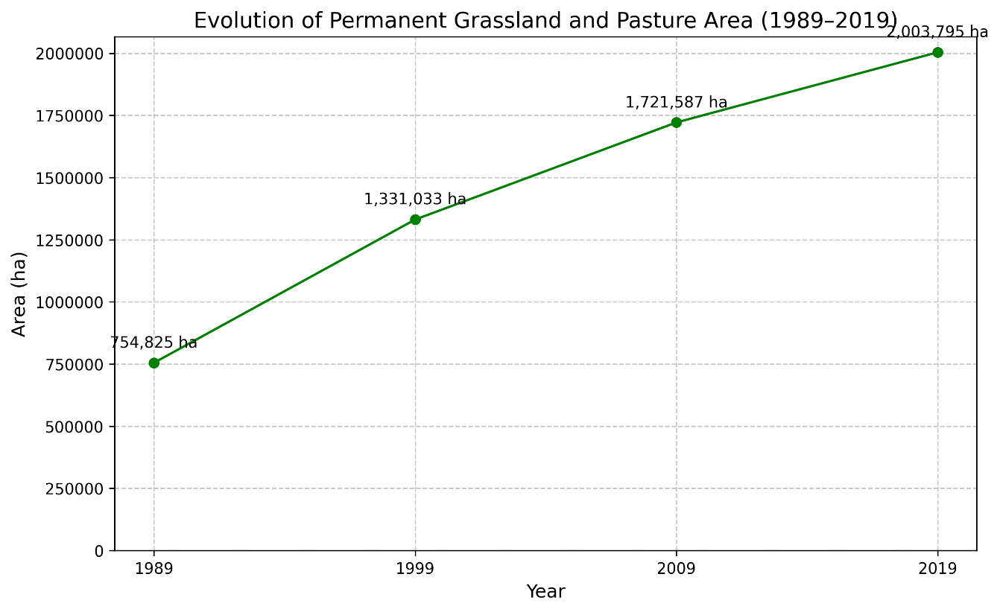 Evolution of Permanent Grassland and Pasture Area (1989–2019)
2,003,795 ha
2000000
1,721,587 ha
1750000
1500000
1,331,033 ha
1250000
Area (ha)
1000000
754,825 ha
750000
500000
250000
0
1989 1999 2009 2019
Year